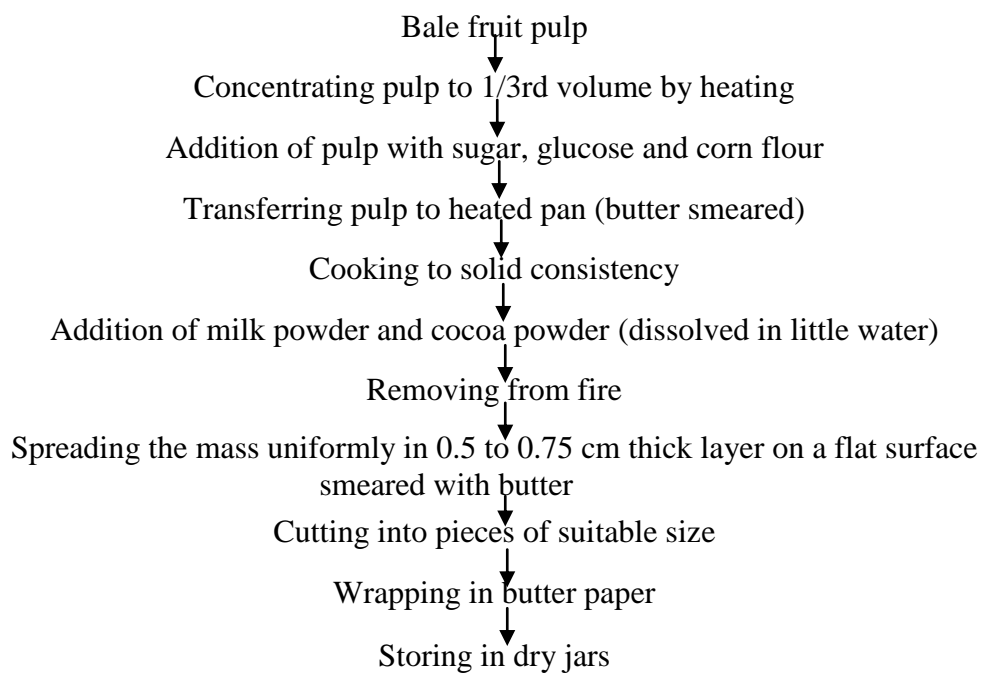 Bale fruit pulp
Concentrating pulp to 1/3rd volume by heating
Addition of pulp with sugar, glucose and corn flour
Transferring pulp to heated pan (butter smeared)
Cooking to solid consistency
Addition of milk powder and cocoa powder (dissolved in little water)
Removing from fire
Spreading the mass uniformly in 0.5 to 0.75 cm thick layer on a flat surface
smeared with butter
Cutting into pieces of suitable size
Wrapping in butter paper
Storing in dry jars